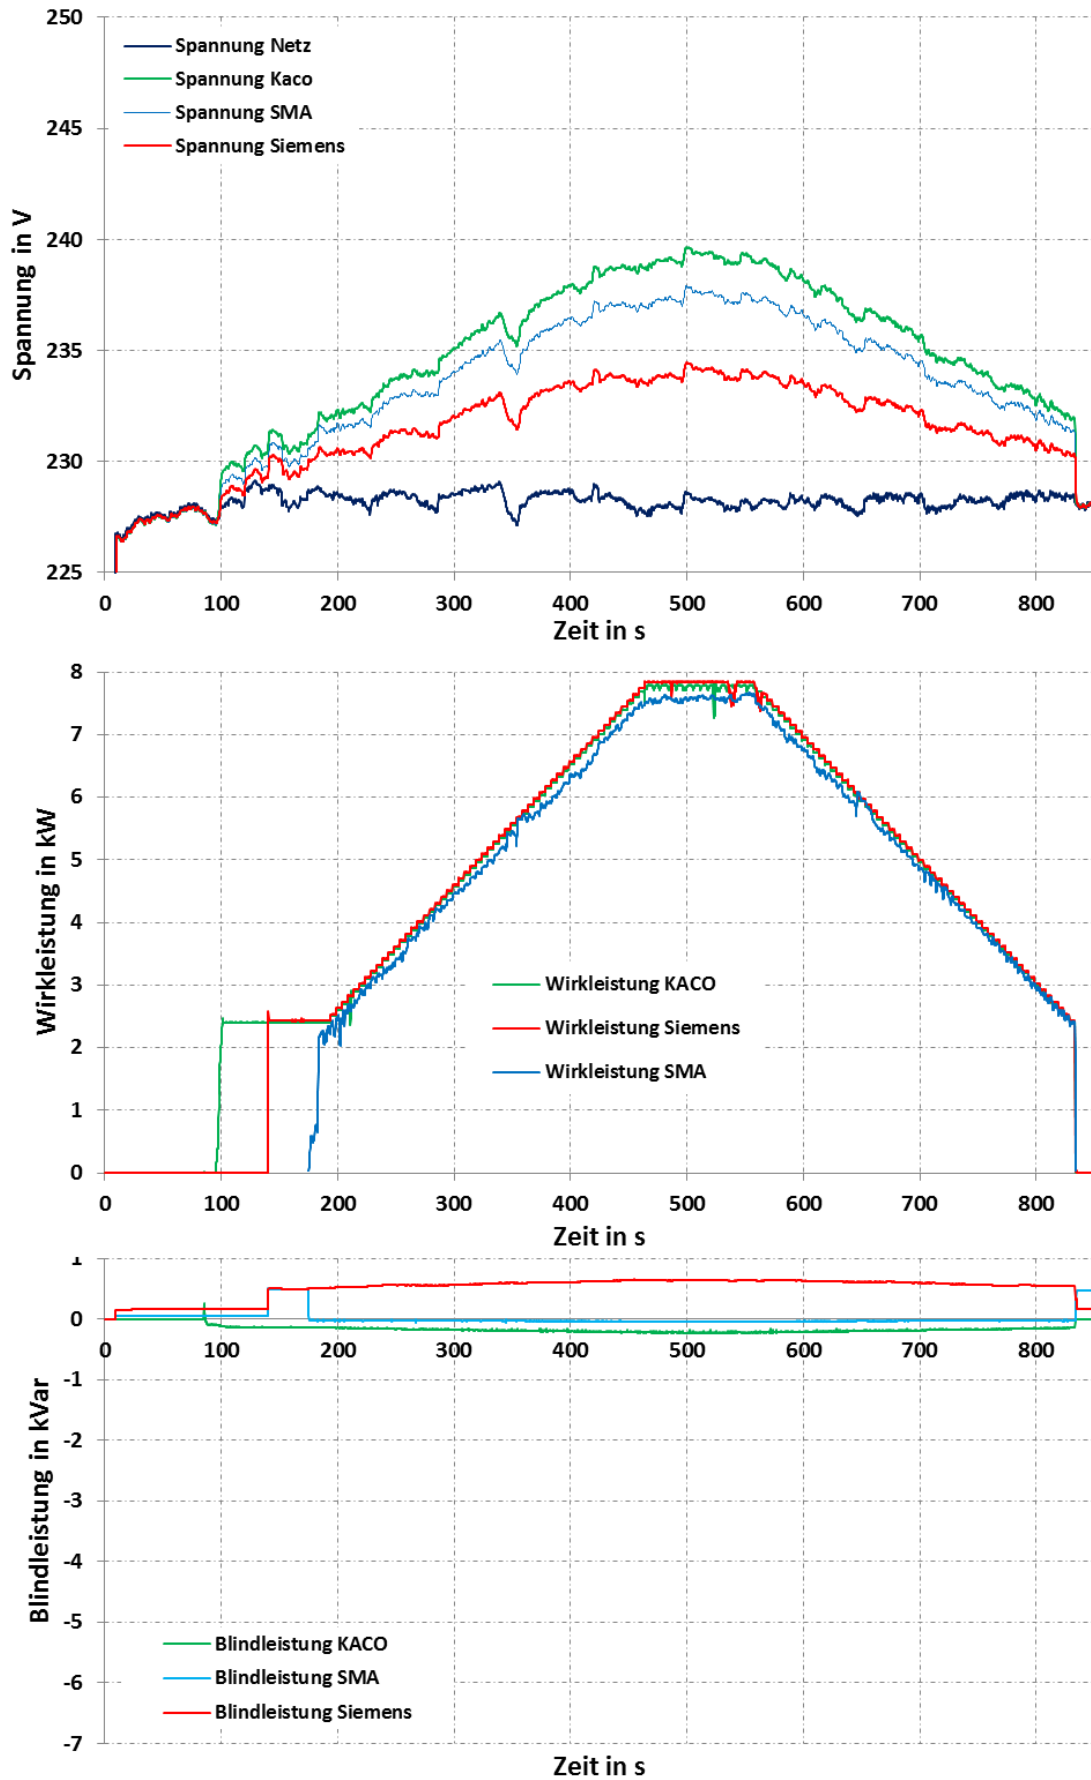 250
Spannung Netz
Spannung Kaco
Spannung SMA
Spannung Siemens
245
240
235
230
225
Spannung in V
0 100 200 300 400 500 600 700 800
Zeit in s
8
7
6
5
4
3
2
1
0
Wirkleistung in kW
Wirkleistung KACO
Wirkleistung Siemens
Wirkleistung SMA
0 100 200 300 400 500 600 700 800
Zeit in s
1
0
0 100 200 300 400 500 600 700 800
-1
-2
-3
-4
-5
-6
-7
Blindleistung in kVar
Blindleistung KACO
Blindleistung SMA
Blindleistung Siemens
Zeit in s